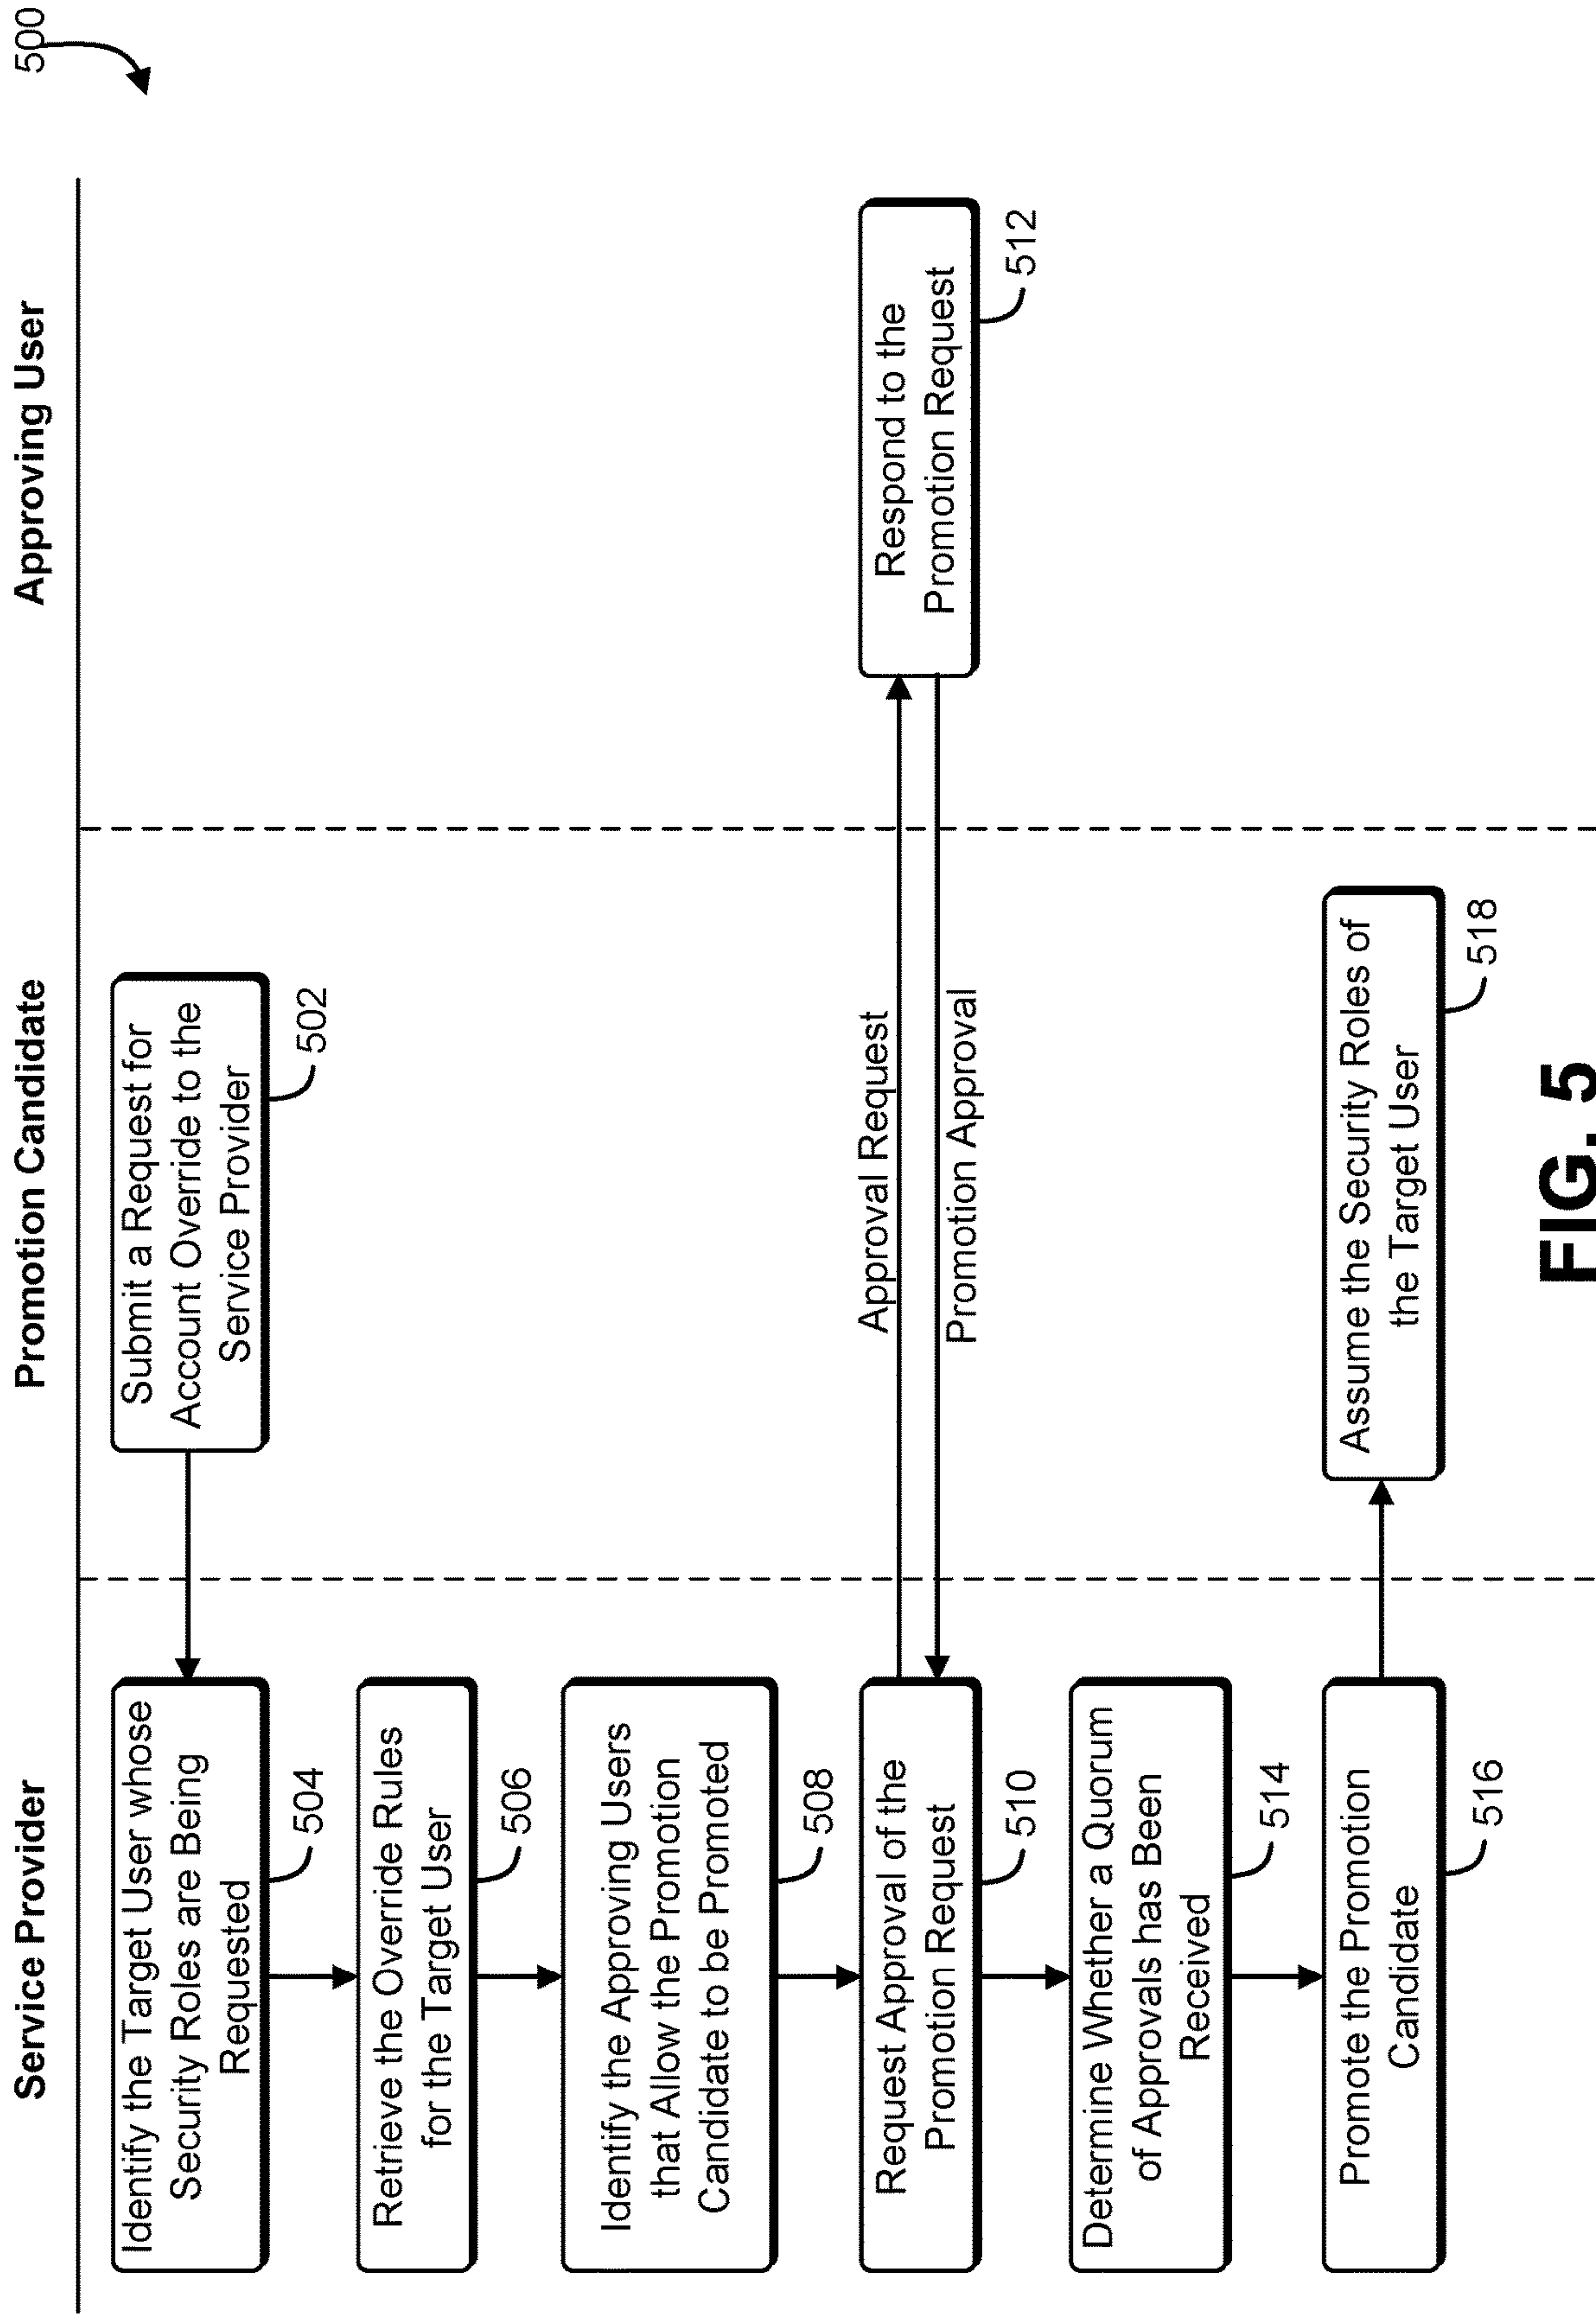 500
Service Provider
Promotion Candidate
Approving User
Submit a Request for
Account Override to the
Service Provider
502
Identify the Target User whose
Security Roles are Being
Requested
504
Retrieve the Override Rules
for the Target User
506
Identify the Approving Users
that Allow the Promotion
Candidate to be Promoted
508
Request Approval of the
Promotion Request
510
Approval Request
Promotion Approval
Respond to the
Promotion Request
512
Determine Whether a Quorum
of Approvals has Been
Received
514
Promote the Promotion
Candidate
516
Assume the Security Roles of
the Target User
518
FIG. 5